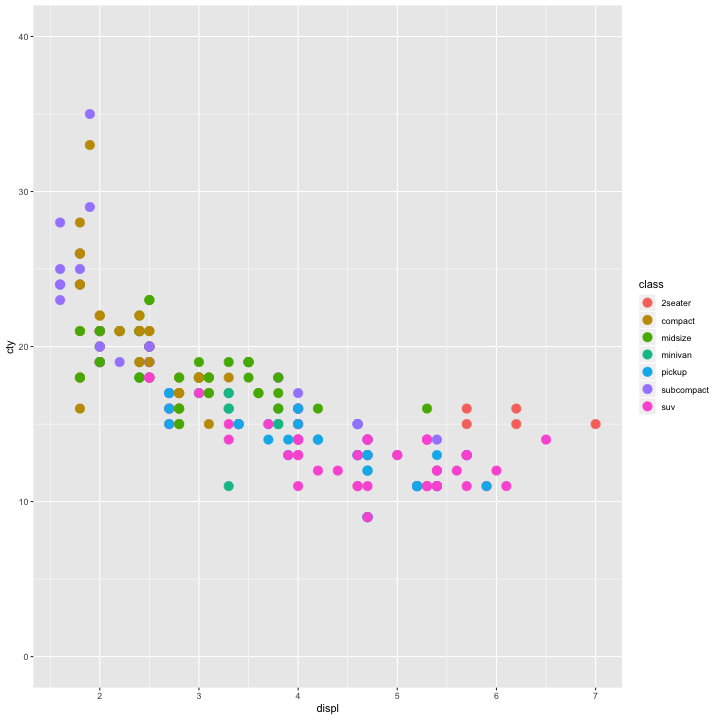 40
30
20
10
0
cty
2 3 4 5 6 7
displ
class
2seater
compact
midsize
minivan
pickup
subcompact
suv